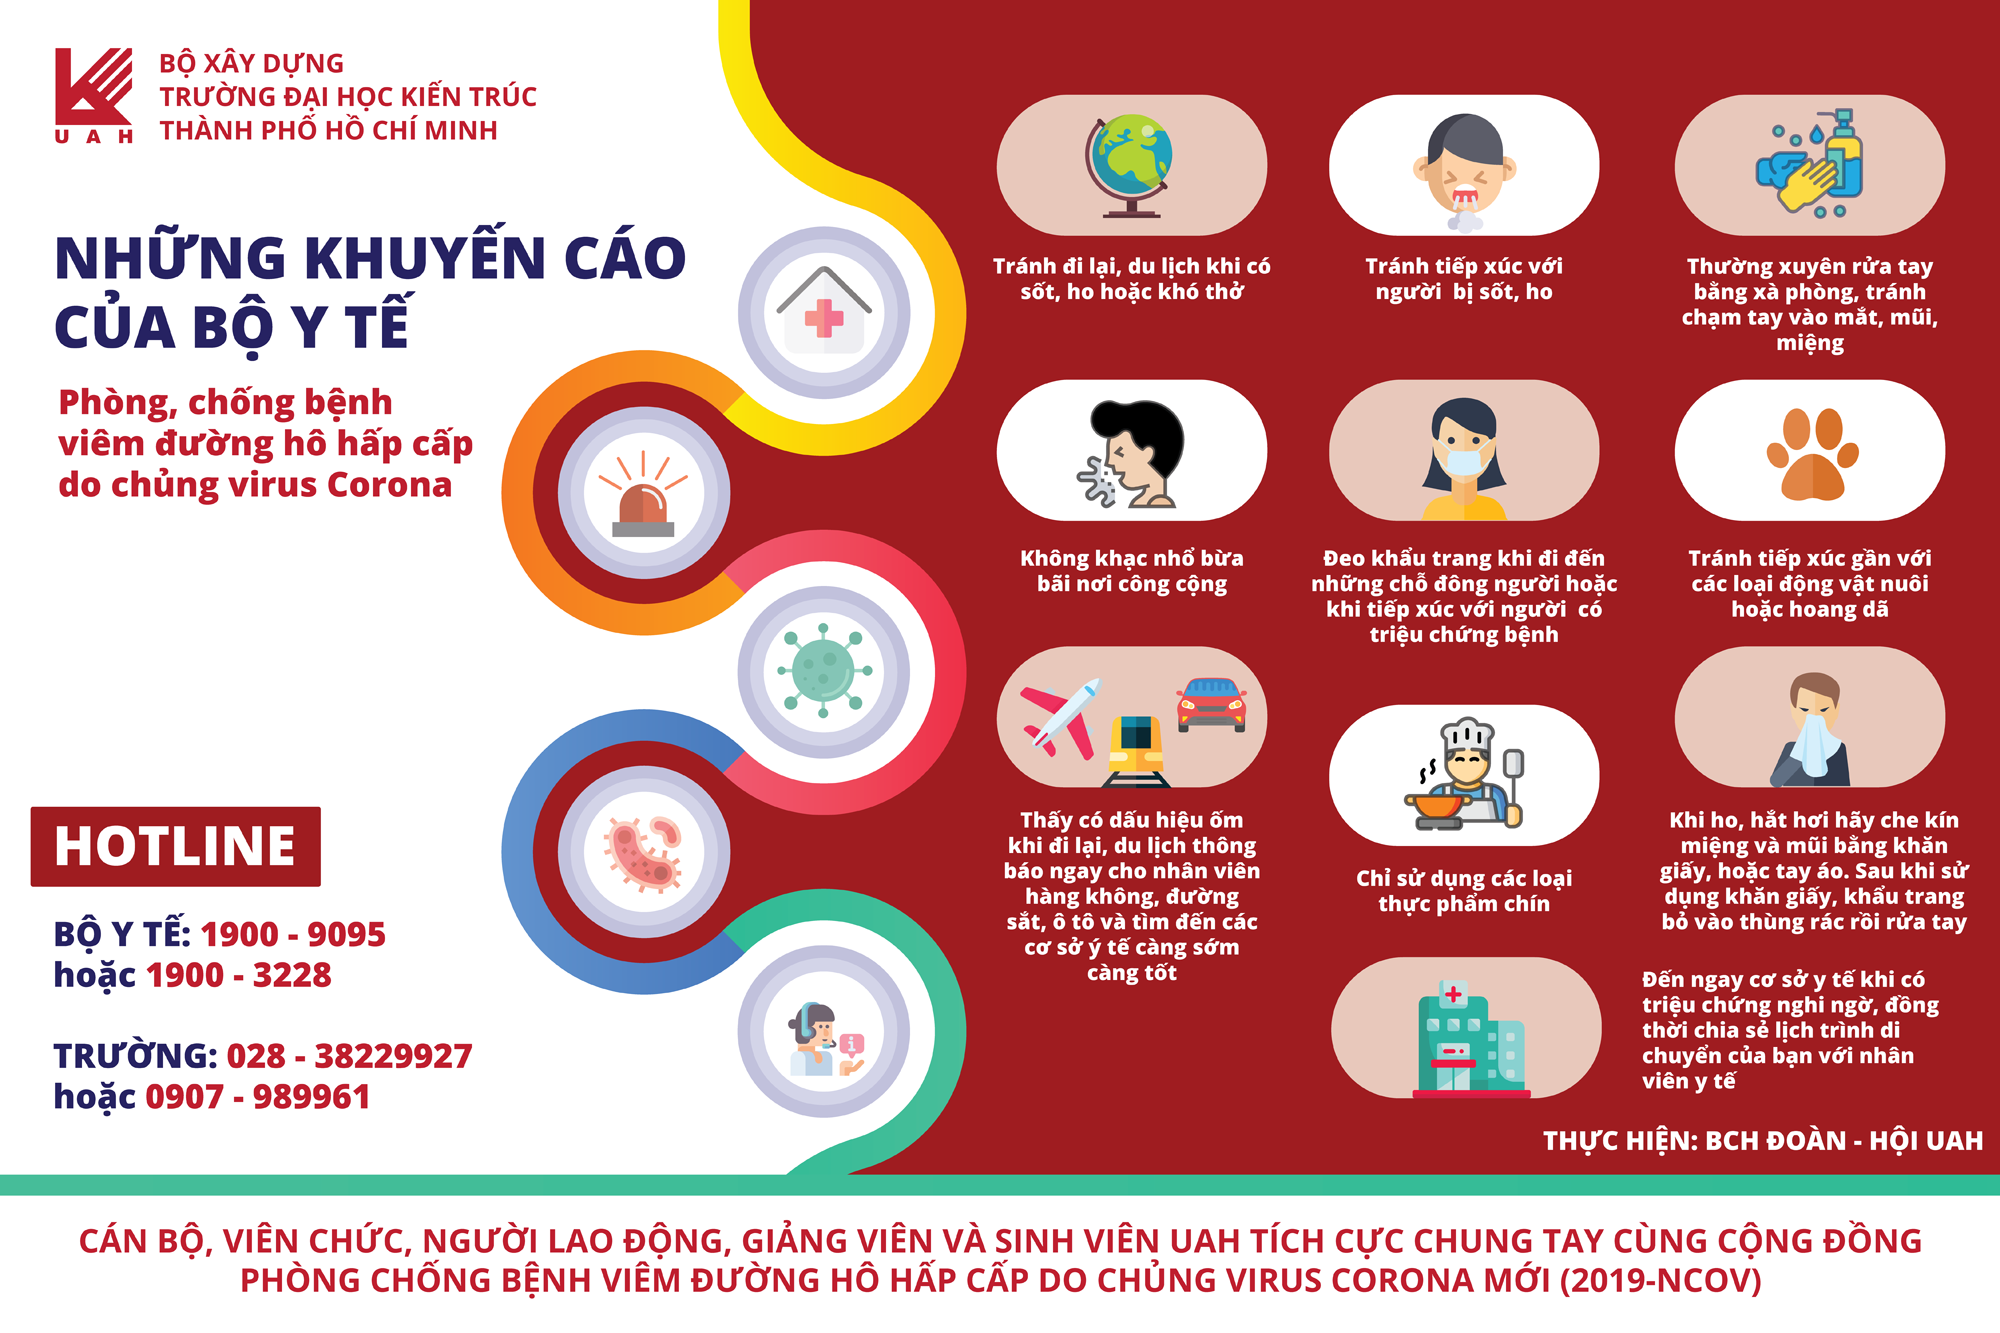 UAH
BỘ XÂY DỰNG
TRƯỜNG ĐẠI HỌC KIẾN TRÚC
THÀNH PHỐ HỒ CHÍ MINH
NHỮNG KHUYẾN CÁO
CỦA BỘ Y TẾ
Phòng, chống bệnh
viêm đường hô hấp cấp
do chủng virus Corona
HOTLINE
BỘ Y TẾ: 1900 - 9095
hoặc 1900 - 3228
TRƯỜNG: 028 - 38229927
hoặc 0907 - 989961
Tránh đi lại, du lịch khi có
sốt, ho hoặc khó thở
Tránh tiếp xúc với
người bị sốt, ho
Thường xuyên rửa tay
bằng xà phòng, tránh
chạm tay vào mắt, mũi,
miệng
Không khạc nhổ bừa
bãi nơi công cộng
Đeo khẩu trang khi đi đến
những chỗ đông người hoặc
khi tiếp xúc với người có
triệu chứng bệnh
Tránh tiếp xúc gần với
các loại động vật nuôi
hoặc hoang dã
Thấy có dấu hiệu ốm
khi đi lại, du lịch thông
báo ngay cho nhân viên
hàng không, đường
sắt, ô tô và tìm đến các
cơ sở ý tế càng sớm
càng tốt
Chỉ sử dụng các loại
thực phẩm chín
Khi ho, hắt hơi hãy che kín
miệng và mũi bằng khăn
giấy, hoặc tay áo. Sau khi sử
dụng khăn giấy, khẩu trang
bỏ vào thùng rác rồi rửa tay
Đến ngay cơ sở y tế khi có
triệu chứng nghi ngờ, đồng
thời chia sẻ lịch trình di
chuyển của bạn với nhân
viên y tế
THỰC HIỆN: BCH ĐOÀN - HỘI UAH
CÁN BỘ, VIÊN CHỨC, NGƯỜI LAO ĐỘNG, GIẢNG VIÊN VÀ SINH VIÊN UAH TÍCH CỰC CHUNG TAY CÙNG CỘNG ĐỒNG
PHÒNG CHỐNG BỆNH VIÊM ĐƯỜNG HÔ HẤP CẤP DO CHỦNG VIRUS CORONA MỚI (2019-NCOV)